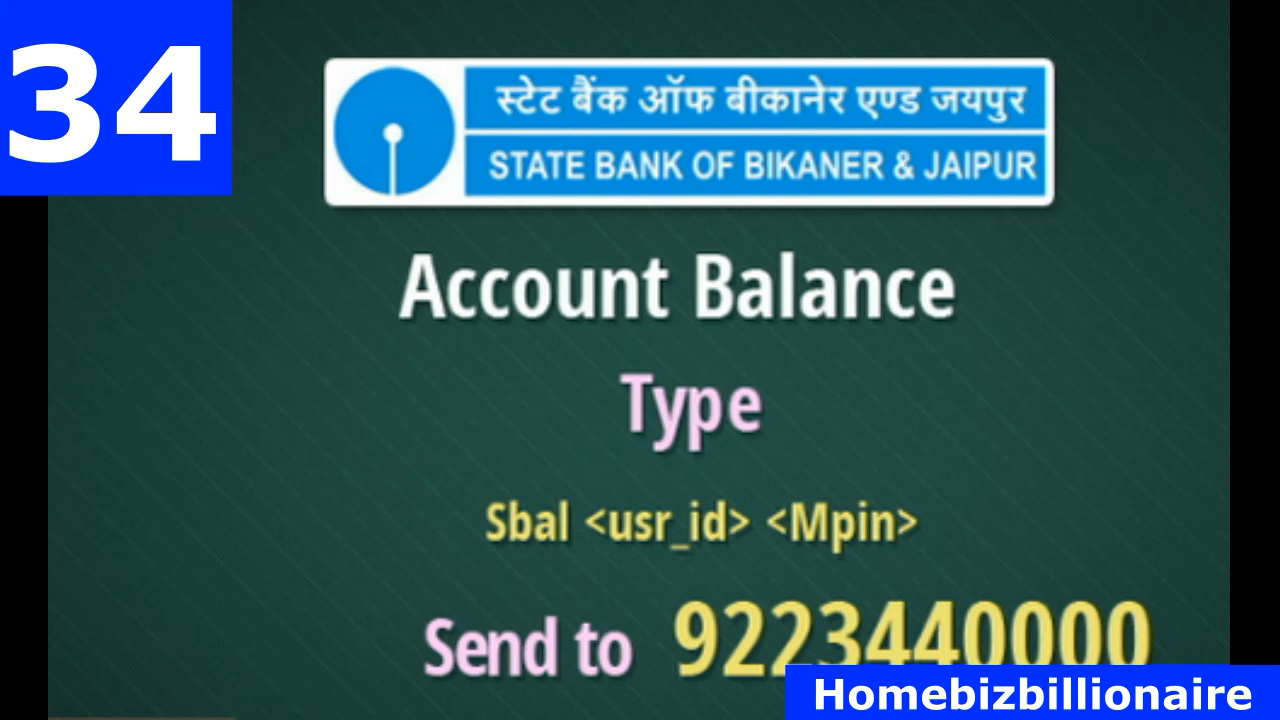 34
स्टेट बैंक ऑफ बीकानेर एण्ड जयपुर
STATE BANK OF BIKANER & JAIPUR
Account Balance
Type
Sbal <usr_id> <Mpin>
Send to 9223440000
Homebizbillionaire